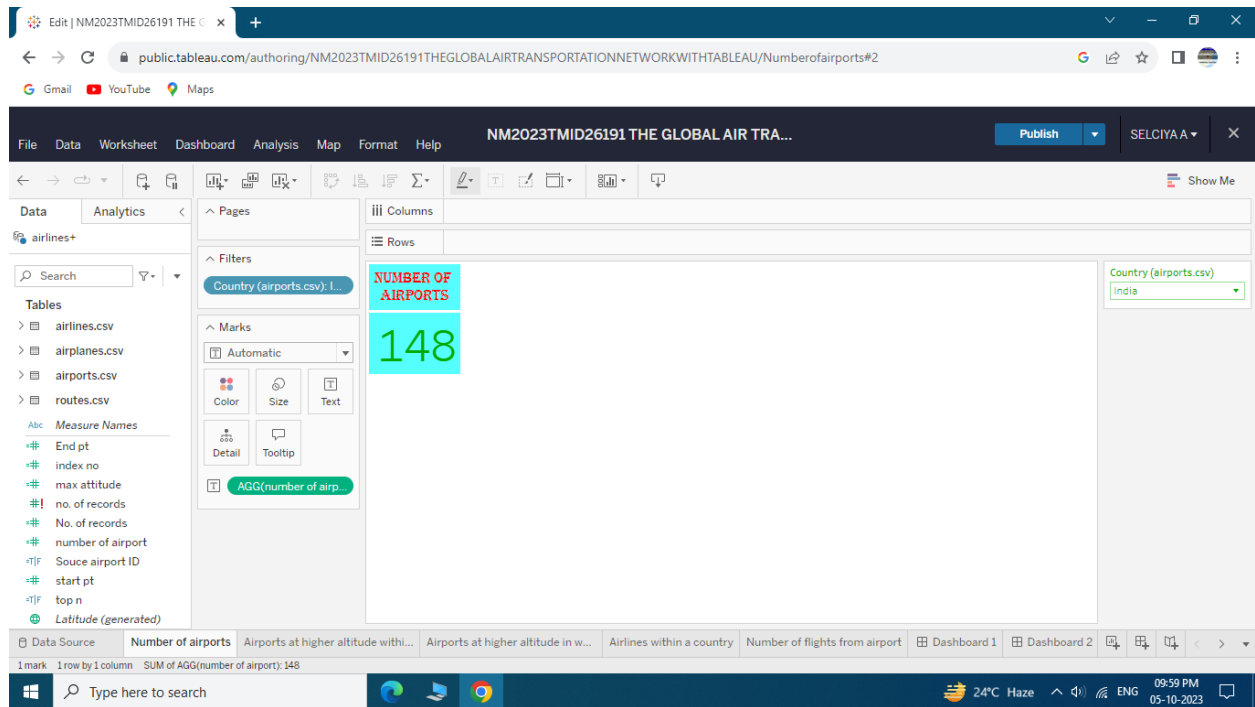 Edit | NM2023TMID26191 THE G
public.tableau.com/authoring/NM2023TMID26191THEGLOBALAIRTRANSPORTATIONNETWORKWITHTABLEAU/Numberofairports#2
Gmail YouTube Maps
File Data Worksheet Dashboard Analysis Map Format Help
NM2023TMID26191 THE GLOBAL AIR TRA...
Publish
SELCIYA A
Show Me
Data Analytics
airlines+
Search
Tables
airlines.csv
airplanes.csv
airports.csv
routes.csv
Abc Measure Names
End pt
index no
max attitude
no. of records
No. of records
number of airport
Souce airport ID
start pt
top n
Latitude (generated)
Pages
Filters
Country (airports.csv): I...
Marks
Automatic
Color Size Text
Detail Tooltip
AGG(number of airp...
Columns
Rows
NUMBER OF
AIRPORTS
148
Country (airports.csv)
India
Data Source Number of airports Airports at higher altitude withi... Airports at higher altitude in w... Airlines within a country Number of flights from airport Dashboard 1 Dashboard 2
1 mark 1 row by 1 column SUM of AGG(number of airport): 148
Type here to search
24°C Haze ENG
09:59 PM
05-10-2023